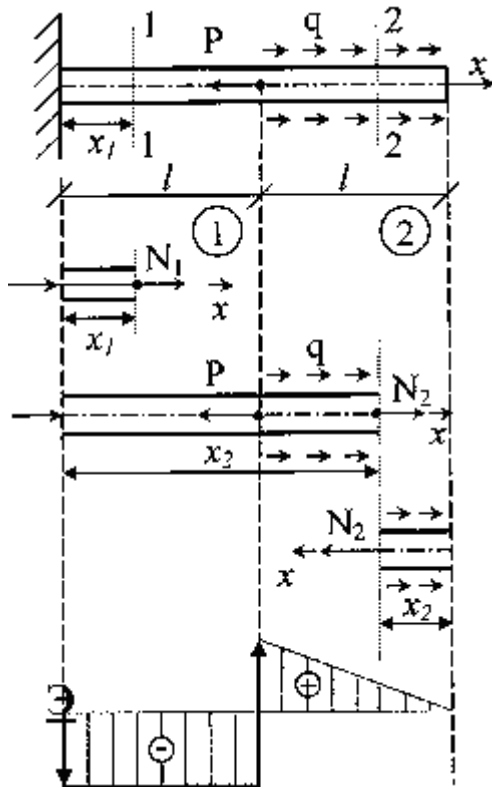 1 P q 2
x
x₁ 1 2
l l
1 2
N₁
x
x₁
P q
N₂
x
x₂
N₂
x
x₂
+
Э
-